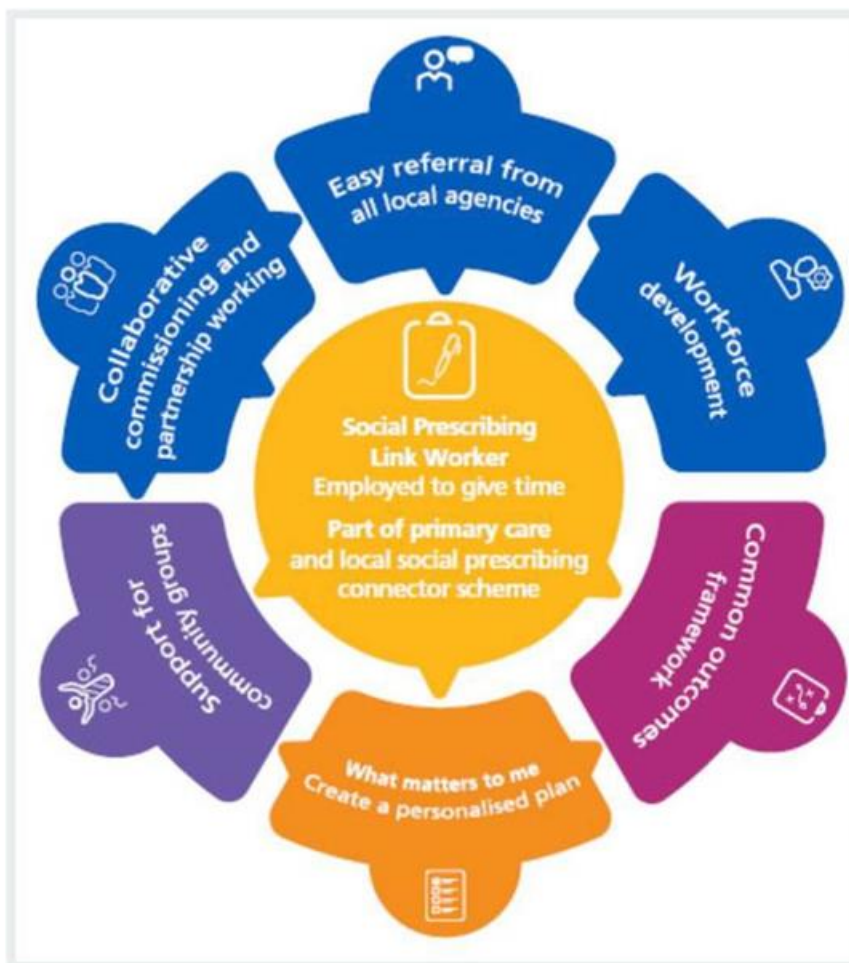 Easy referral from
all local agencies
Workforce
development
Common outcomes
framework
What matters to me
Create a personalised plan
Support for
community groups
Collaborative
commissioning and
partnership working
Social Prescribing
Link Worker
Employed to give time
Part of primary care
and local social prescribing
connector scheme